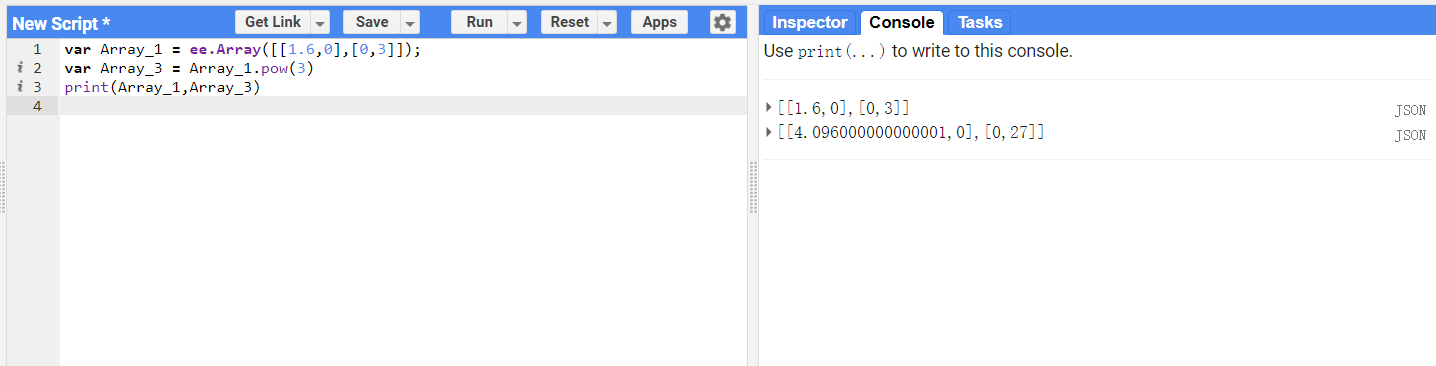 New Script *
Get Link
Save
Run
Reset
Apps
1 var Array_1 = ee.Array([[1.6,0],[0,3]]);
i 2 var Array_3 = Array_1.pow(3)
i 3 print(Array_1,Array_3)
4
Inspector Console Tasks
Use print(...) to write to this console.
[[1.6,0],[0,3]] JSON
[[4.096000000000001,0],[0,27]] JSON